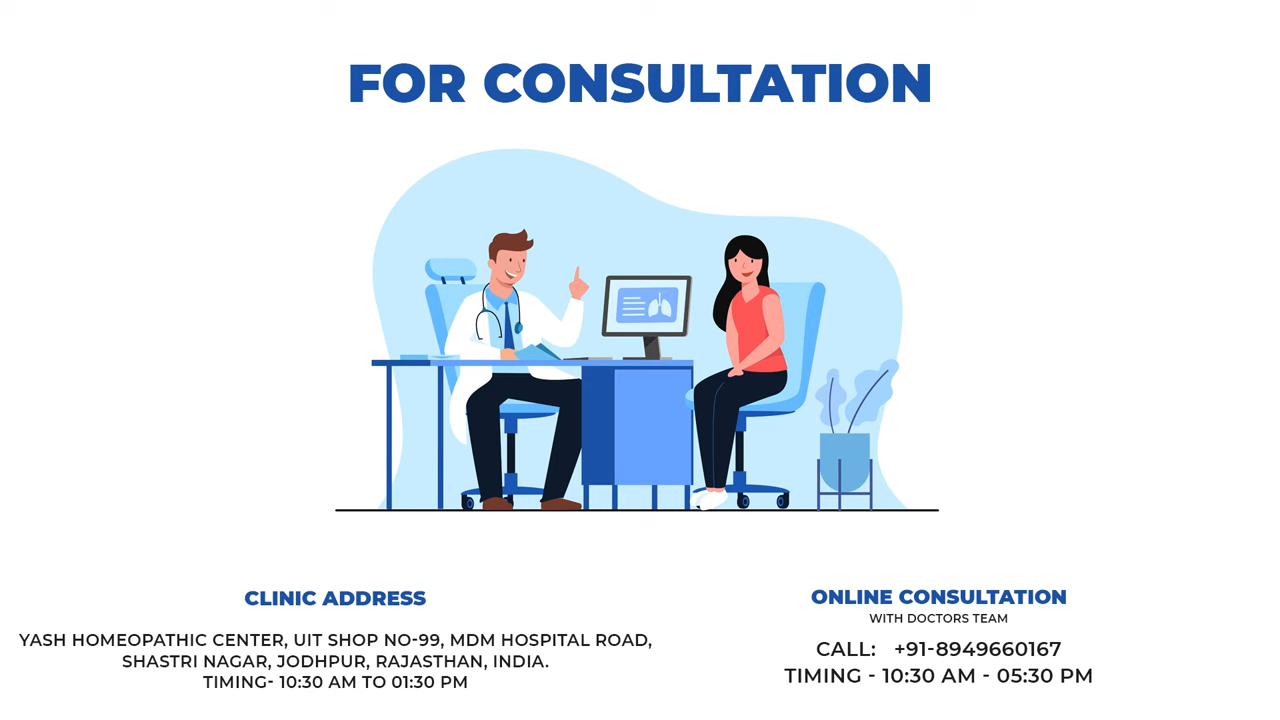 FOR CONSULTATION
CLINIC ADDRESS
YASH HOMEOPATHIC CENTER, UIT SHOP NO-99, MDM HOSPITAL ROAD,
SHASTRI NAGAR, JODHPUR, RAJASTHAN, INDIA.
TIMING- 10:30 AM TO 01:30 PM
ONLINE CONSULTATION
WITH DOCTORS TEAM
CALL: +91-8949660167
TIMING - 10:30 AM - 05:30 PM